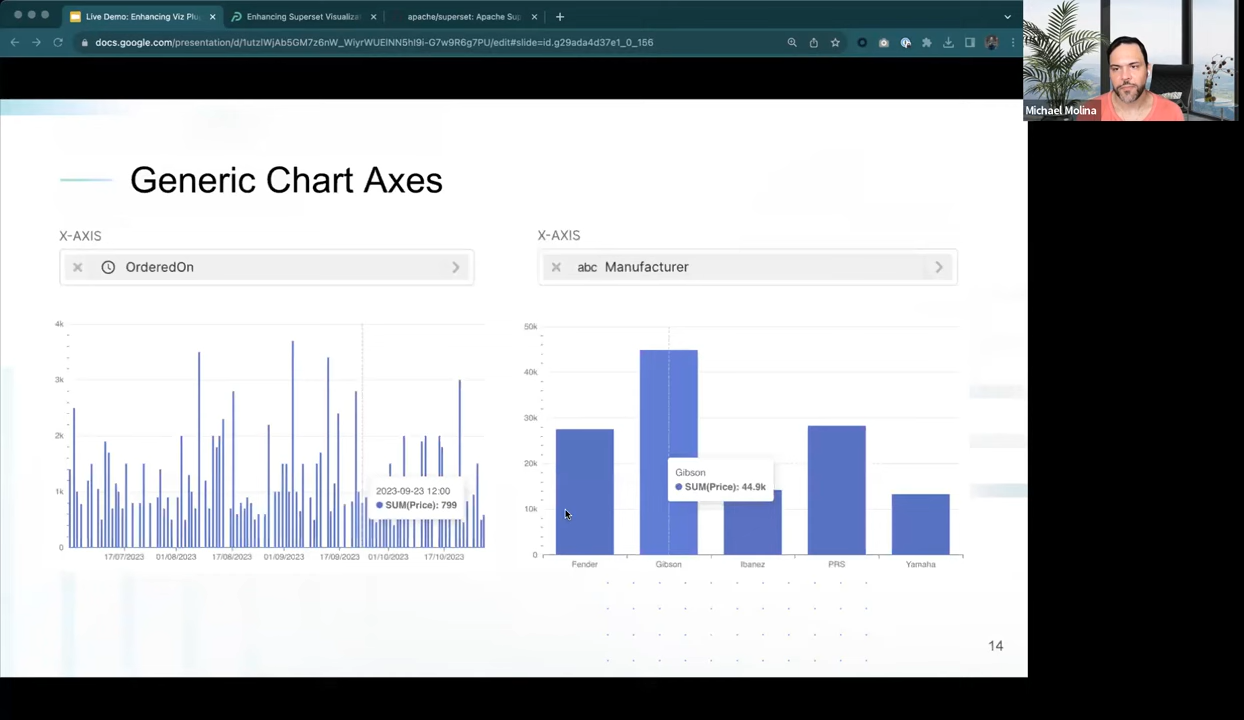 Live Demo: Enhancing Viz Plu
Enhancing Superset Visualiza
apache/superset: Apache Sup
docs.google.com/presentation/d/1utzIWjAb5GM7z6nW_WiyrWUElNN5hI9i-G7w9R6g7PU/edit#slide=id.g29ada4d37e1_0_156
Michael Molina
Generic Chart Axes
X-AXIS
OrderedOn
4k
3k
2k
1k
0
2023-09-23 12:00
SUM(Price): 799
17/07/2023 01/08/2023 17/08/2023 01/09/2023 17/09/2023 01/10/2023 17/10/2023
X-AXIS
abc Manufacturer
50k
40k
30k
20k
10k
0
Gibson
SUM(Price): 44.9k
Fender Gibson Ibanez PRS Yamaha
14